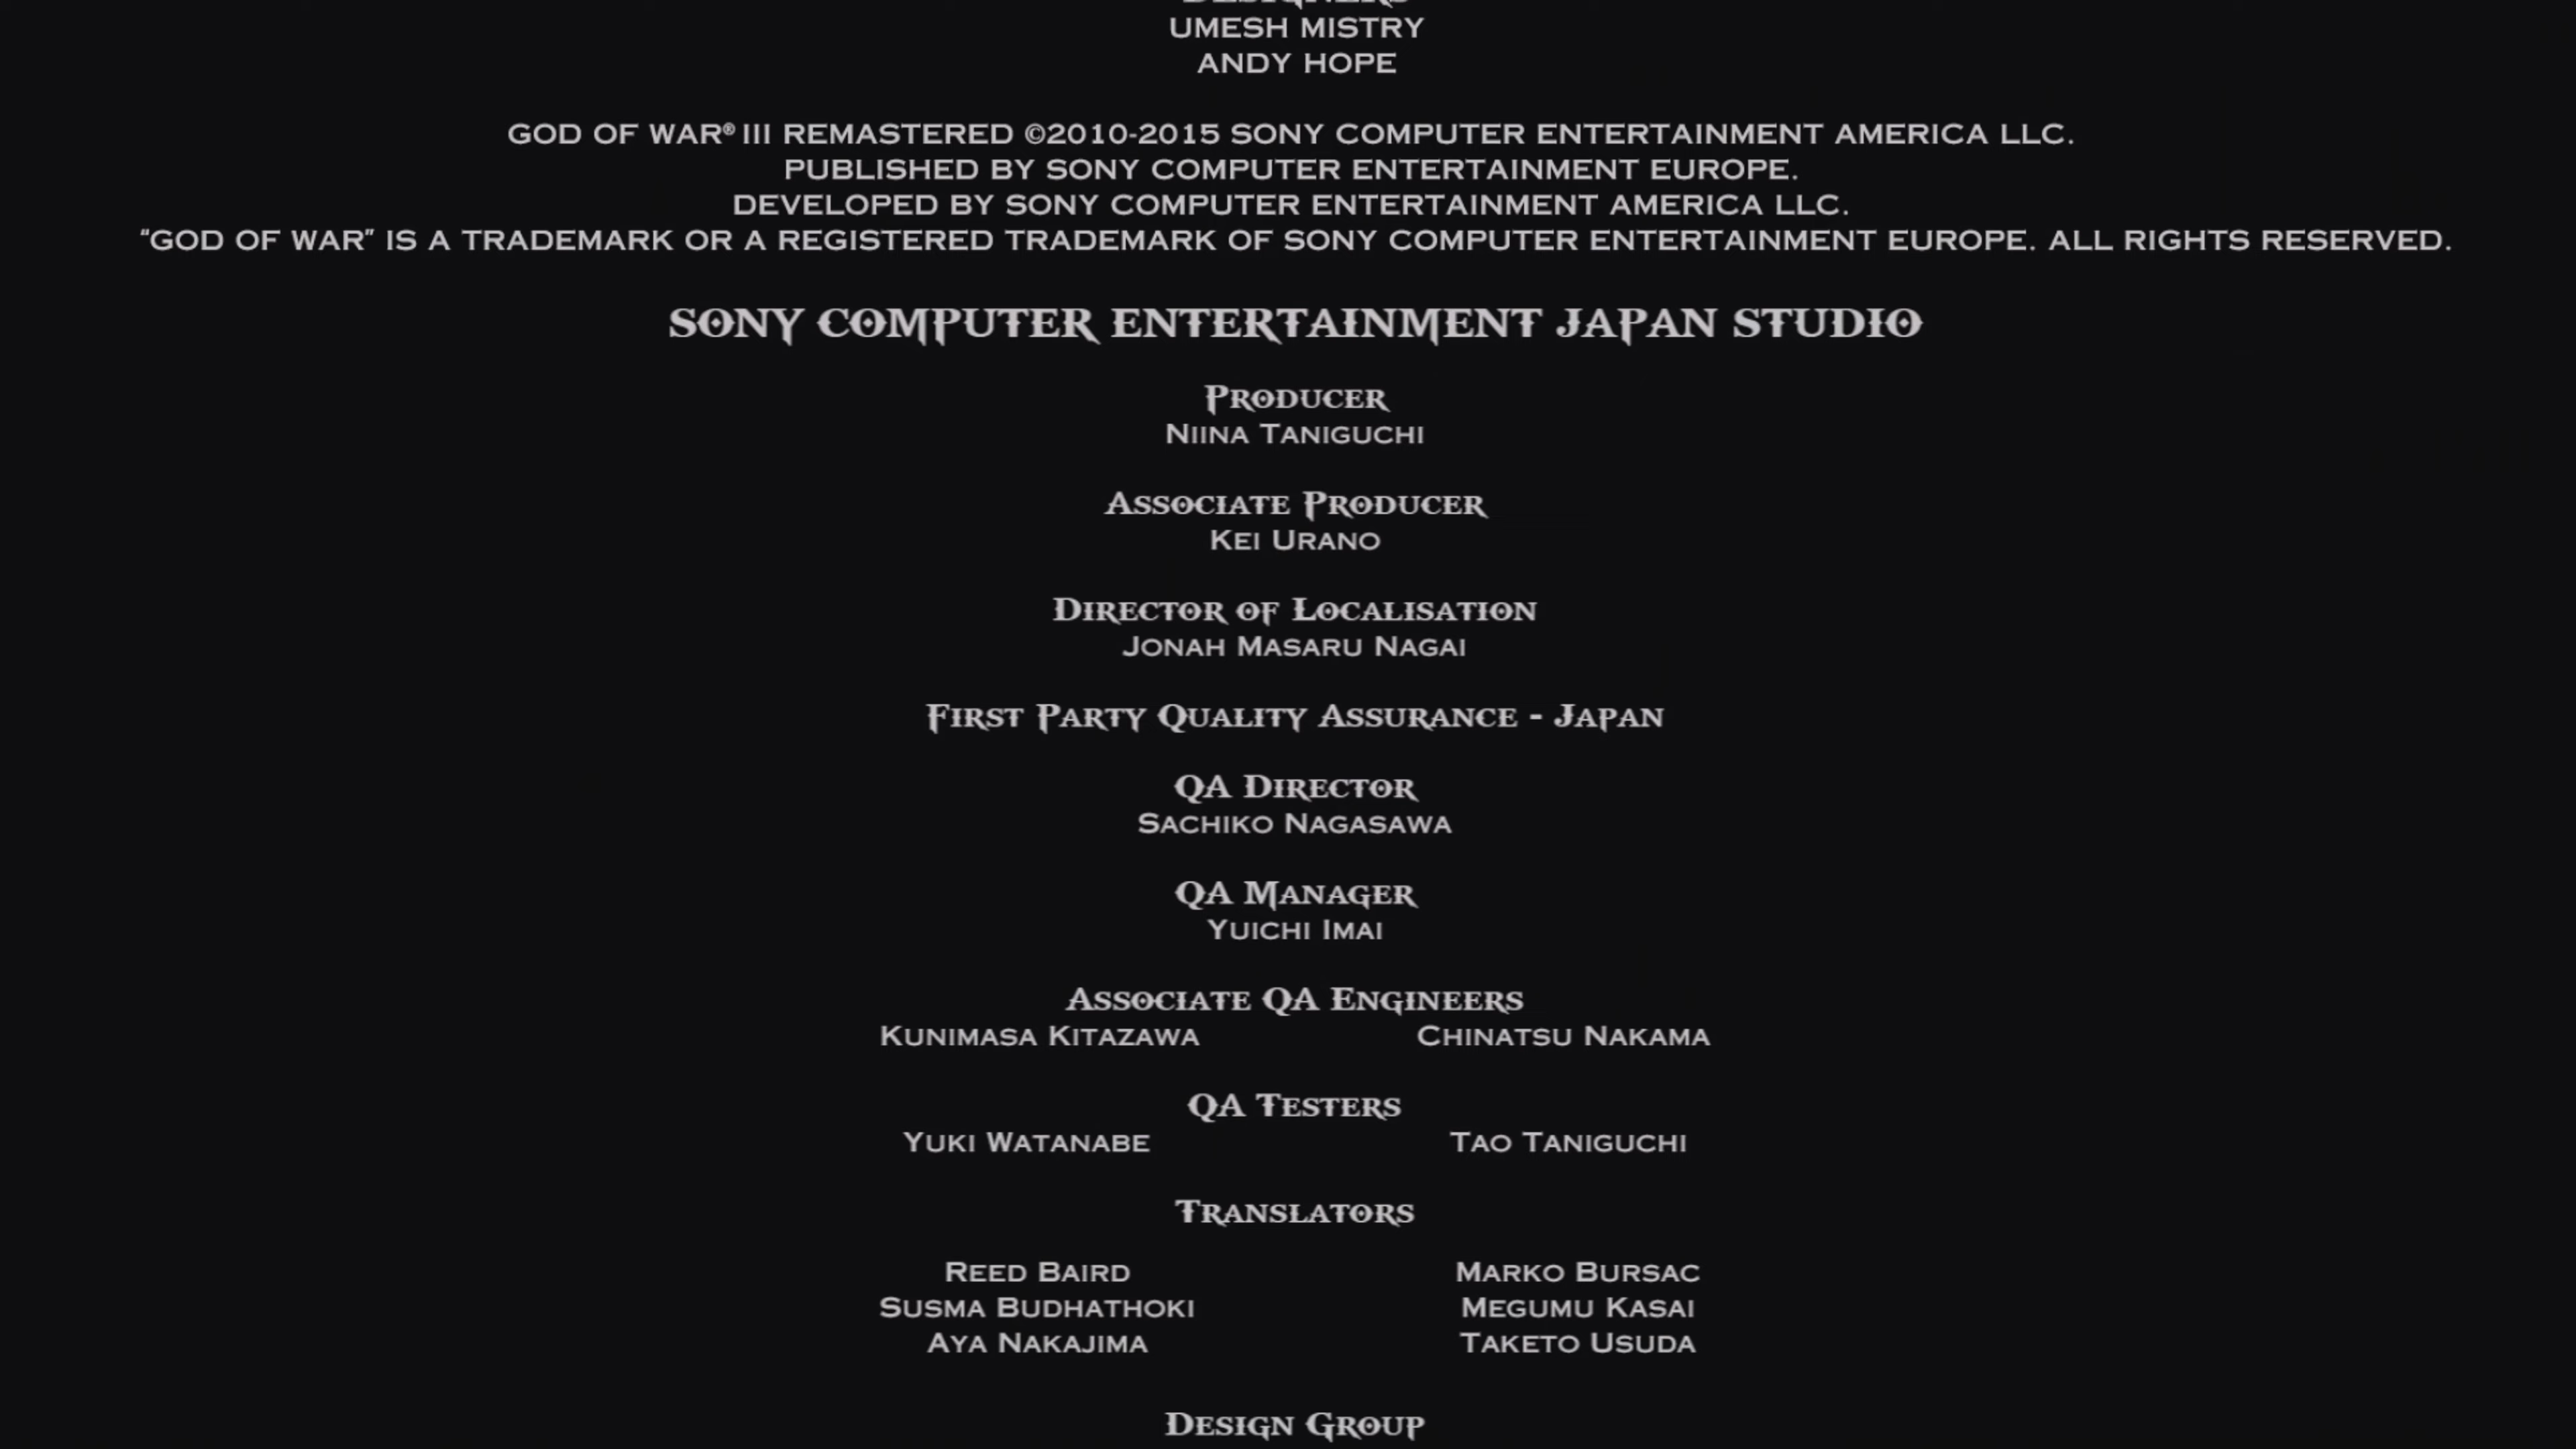 DESIGNERS
UMESH MISTRY
ANDY HOPE
GOD OF WAR® III REMASTERED ©2010-2015 SONY COMPUTER ENTERTAINMENT AMERICA LLC.
PUBLISHED BY SONY COMPUTER ENTERTAINMENT EUROPE.
DEVELOPED BY SONY COMPUTER ENTERTAINMENT AMERICA LLC.
“GOD OF WAR” IS A TRADEMARK OR A REGISTERED TRADEMARK OF SONY COMPUTER ENTERTAINMENT EUROPE. ALL RIGHTS RESERVED.
SONY COMPUTER ENTERTAINMENT JAPAN STUDIO
PRODUCER
NIINA TANIGUCHI
ASSOCIATE PRODUCER
KEI URANO
DIRECTOR OF LOCALISATION
JONAH MASARU NAGAI
FIRST PARTY QUALITY ASSURANCE - JAPAN
QA DIRECTOR
SACHIKO NAGASAWA
QA MANAGER
YUICHI IMAI
ASSOCIATE QA ENGINEERS
KUNIMASA KITAZAWA CHINATSU NAKAMA
QA TESTERS
YUKI WATANABE TAO TANIGUCHI
TRANSLATORS
REED BAIRD MARKO BURSAC
SUSMA BUDHATHOKI MEGUMU KASAI
AYA NAKAJIMA TAKETO USUDA
DESIGN GROUP